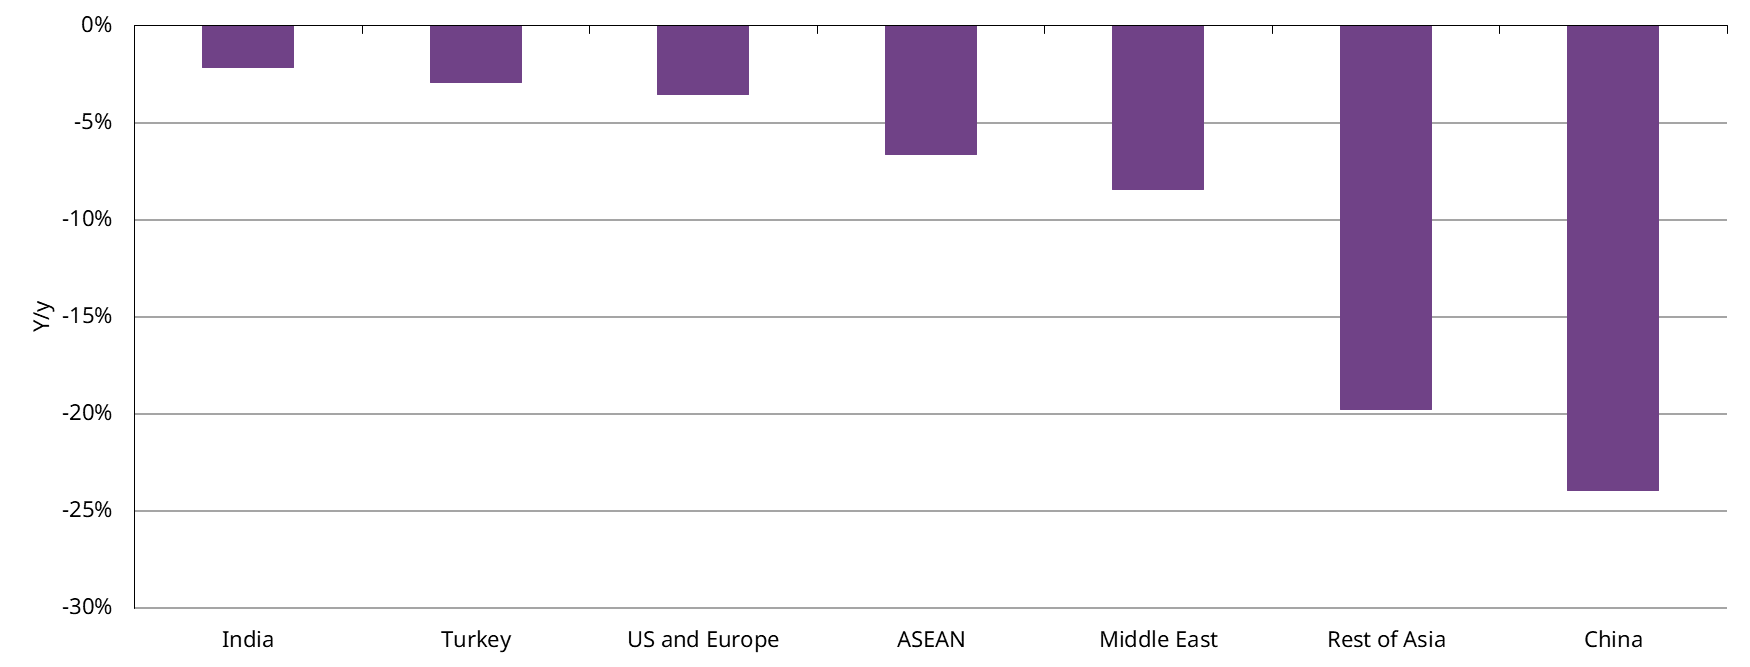 0%
-5%
-10%
-15%
-20%
-25%
-30%
Y/y
India
Turkey
US and Europe
ASEAN
Middle East
Rest of Asia
China